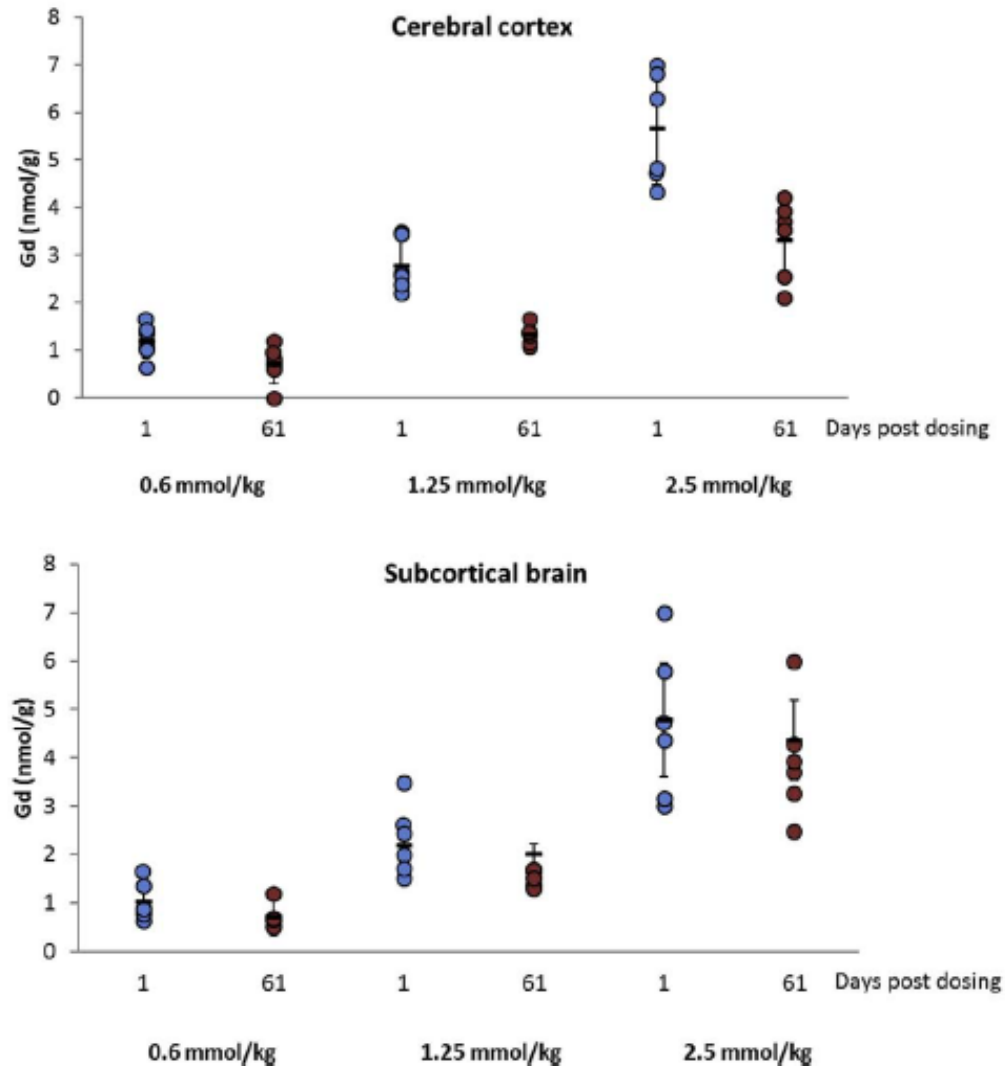 Cerebral cortex
8
7
6
5
4
3
2
1
0
Gd (nmol/g)
1 61 1 61 1 61 Days post dosing
0.6 mmol/kg 1.25 mmol/kg 2.5 mmol/kg
Subcortical brain
8
7
6
5
4
3
2
1
0
Gd (nmol/g)
1 61 1 61 1 61 Days post dosing
0.6 mmol/kg 1.25 mmol/kg 2.5 mmol/kg